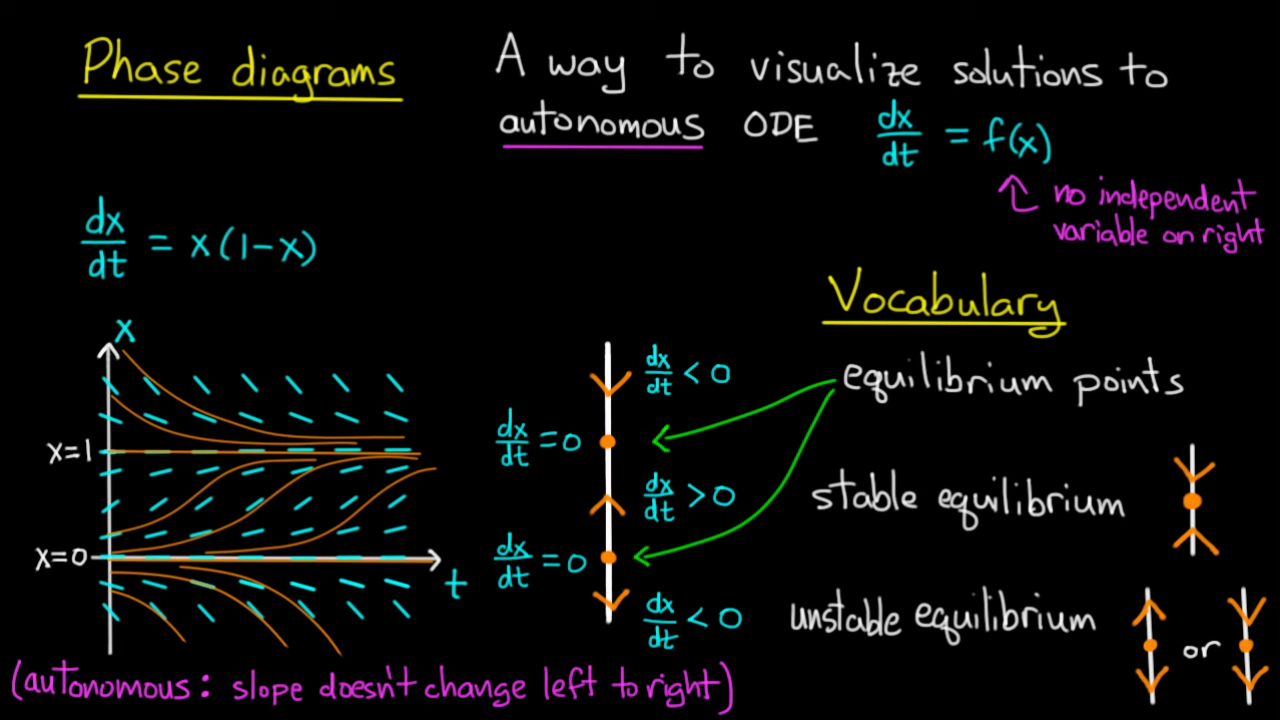 Phase diagrams
A way to visualize solutions to
autonomous ODE dx/dt = f(x)
no independent
variable on right
dx/dt = x(1-x)
Vocabulary
x
dx/dt < 0
equilibrium points
dx/dt = 0
x=1
dx/dt > 0
stable equilibrium
x=0
dx/dt = 0
t
dx/dt < 0
unstable equilibrium
or
(autonomous: slope doesn't change left to right)